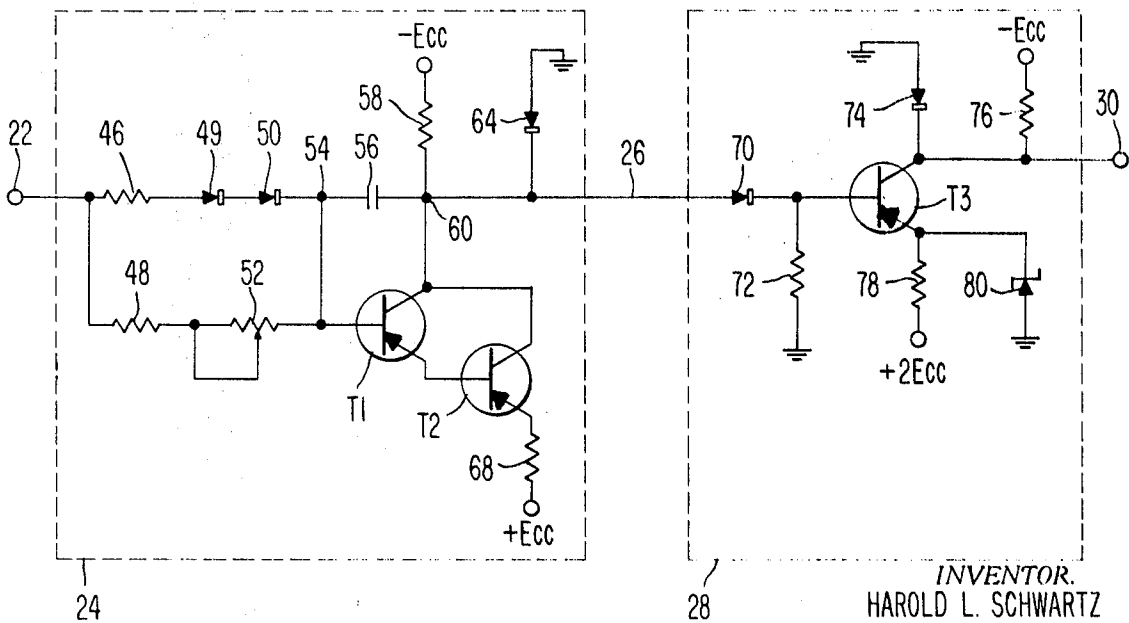 -Ecc
-Ecc
22
46
49
50
54
56
58
64
26
70
74
76
30
60
T3
48
52
72
78
80
+2Ecc
T1
T2
68
+Ecc
24
28
INVENTOR.
HAROLD L. SCHWARTZ